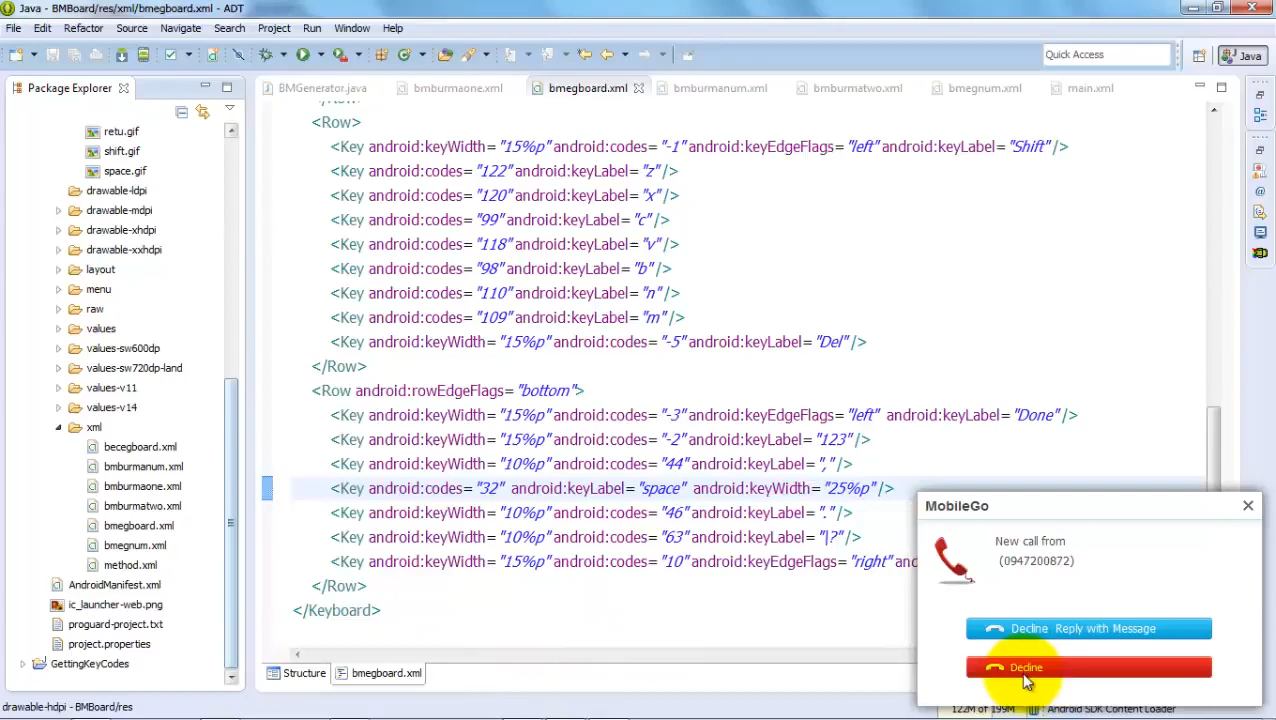 Java - BMBoard/res/xml/bmegboard.xml - ADT
File Edit Refactor Source Navigate Search Project Run Window Help
Quick Access
Java
Package Explorer
BMGenerator.java
bmburmaone.xml
bmegboard.xml
bmburmanum.xml
bmburmatwo.xml
bmegnum.xml
main.xml
retu.gif
shift.gif
space.gif
drawable-ldpi
drawable-mdpi
drawable-xhdpi
drawable-xxhdpi
layout
menu
raw
values
values-sw600dp
values-sw720dp-land
values-v11
values-v14
xml
becegboard.xml
bmburmanum.xml
bmburmaone.xml
bmburmatwo.xml
bmegboard.xml
bmegnum.xml
method.xml
AndroidManifest.xml
ic_launcher-web.png
proguard-project.txt
project.properties
GettingKeyCodes
</Row>
<Row>
<Key android:keyWidth="15%p" android:codes="-1" android:keyEdgeFlags="left" android:keyLabel="Shift" />
<Key android:codes="122" android:keyLabel="z" />
<Key android:codes="120" android:keyLabel="x" />
<Key android:codes="99" android:keyLabel="c" />
<Key android:codes="118" android:keyLabel="v" />
<Key android:codes="98" android:keyLabel="b" />
<Key android:codes="110" android:keyLabel="n" />
<Key android:codes="109" android:keyLabel="m" />
<Key android:keyWidth="15%p" android:codes="-5" android:keyLabel="Del" />
</Row>
<Row android:rowEdgeFlags="bottom">
<Key android:keyWidth="15%p" android:codes="-3" android:keyEdgeFlags="left" android:keyLabel="Done" />
<Key android:keyWidth="15%p" android:codes="-2" android:keyLabel="123" />
<Key android:keyWidth="10%p" android:codes="44" android:keyLabel="," />
<Key android:codes="32" android:keyLabel="space" android:keyWidth="25%p" />
<Key android:keyWidth="10%p" android:codes="46" android:keyLabel="." />
<Key android:keyWidth="10%p" android:codes="63" android:keyLabel="\?" />
<Key android:keyWidth="15%p" android:codes="10" android:keyEdgeFlags="right" an
</Row>
</Keyboard>
Structure
bmegboard.xml
MobileGo
New call from
(0947200872)
Decline Reply with Message
Decline
drawable-hdpi - BMBoard/res
122M of 199M
Android SDK Content Loader